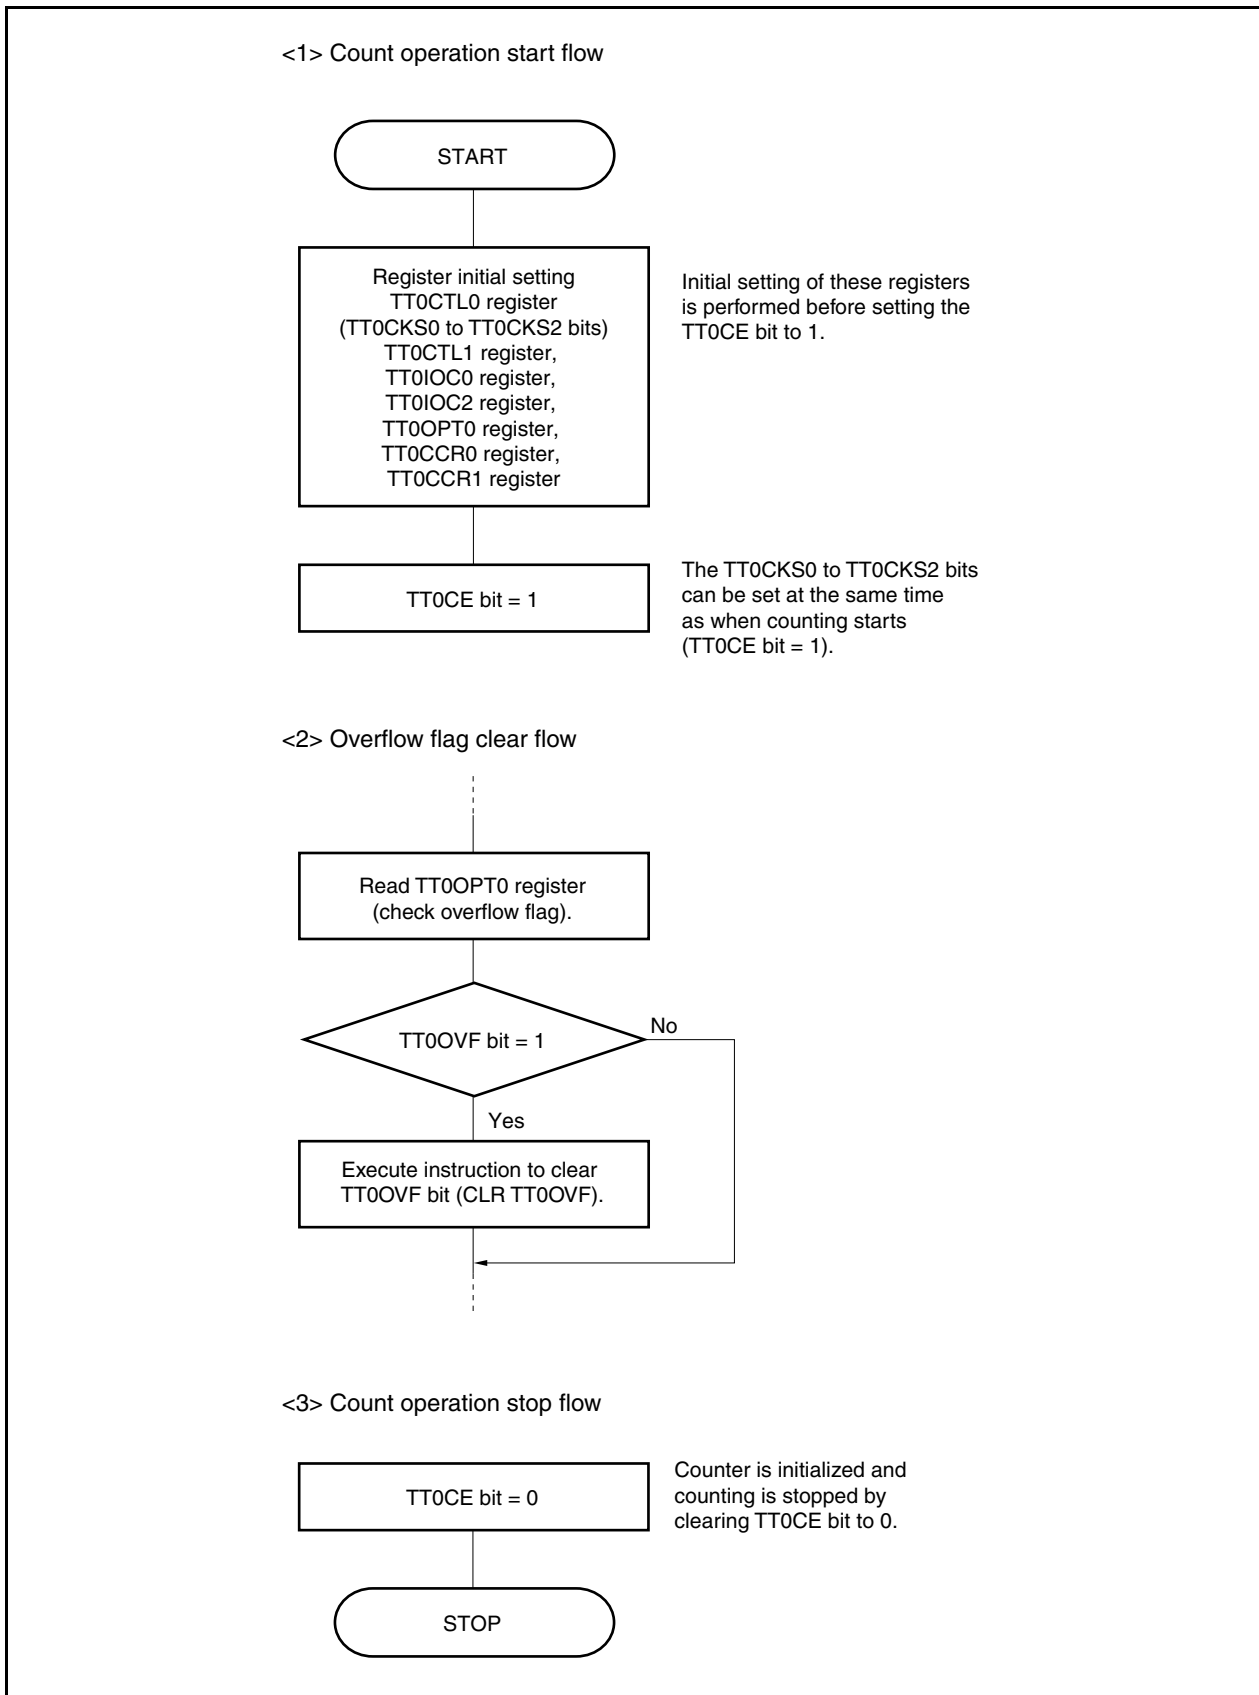 <1> Count operation start flow
START
Register initial setting
TT0CTL0 register
(TT0CKS0 to TT0CKS2 bits)
TT0CTL1 register,
TT0IOC0 register,
TT0IOC2 register,
TT0OPT0 register,
TT0CCR0 register,
TT0CCR1 register
Initial setting of these registers
is performed before setting the
TT0CE bit to 1.
TT0CE bit = 1
The TT0CKS0 to TT0CKS2 bits
can be set at the same time
as when counting starts
(TT0CE bit = 1).
<2> Overflow flag clear flow
Read TT0OPT0 register
(check overflow flag).
TT0OVF bit = 1
No
Yes
Execute instruction to clear
TT0OVF bit (CLR TT0OVF).
<3> Count operation stop flow
TT0CE bit = 0
Counter is initialized and
counting is stopped by
clearing TT0CE bit to 0.
STOP